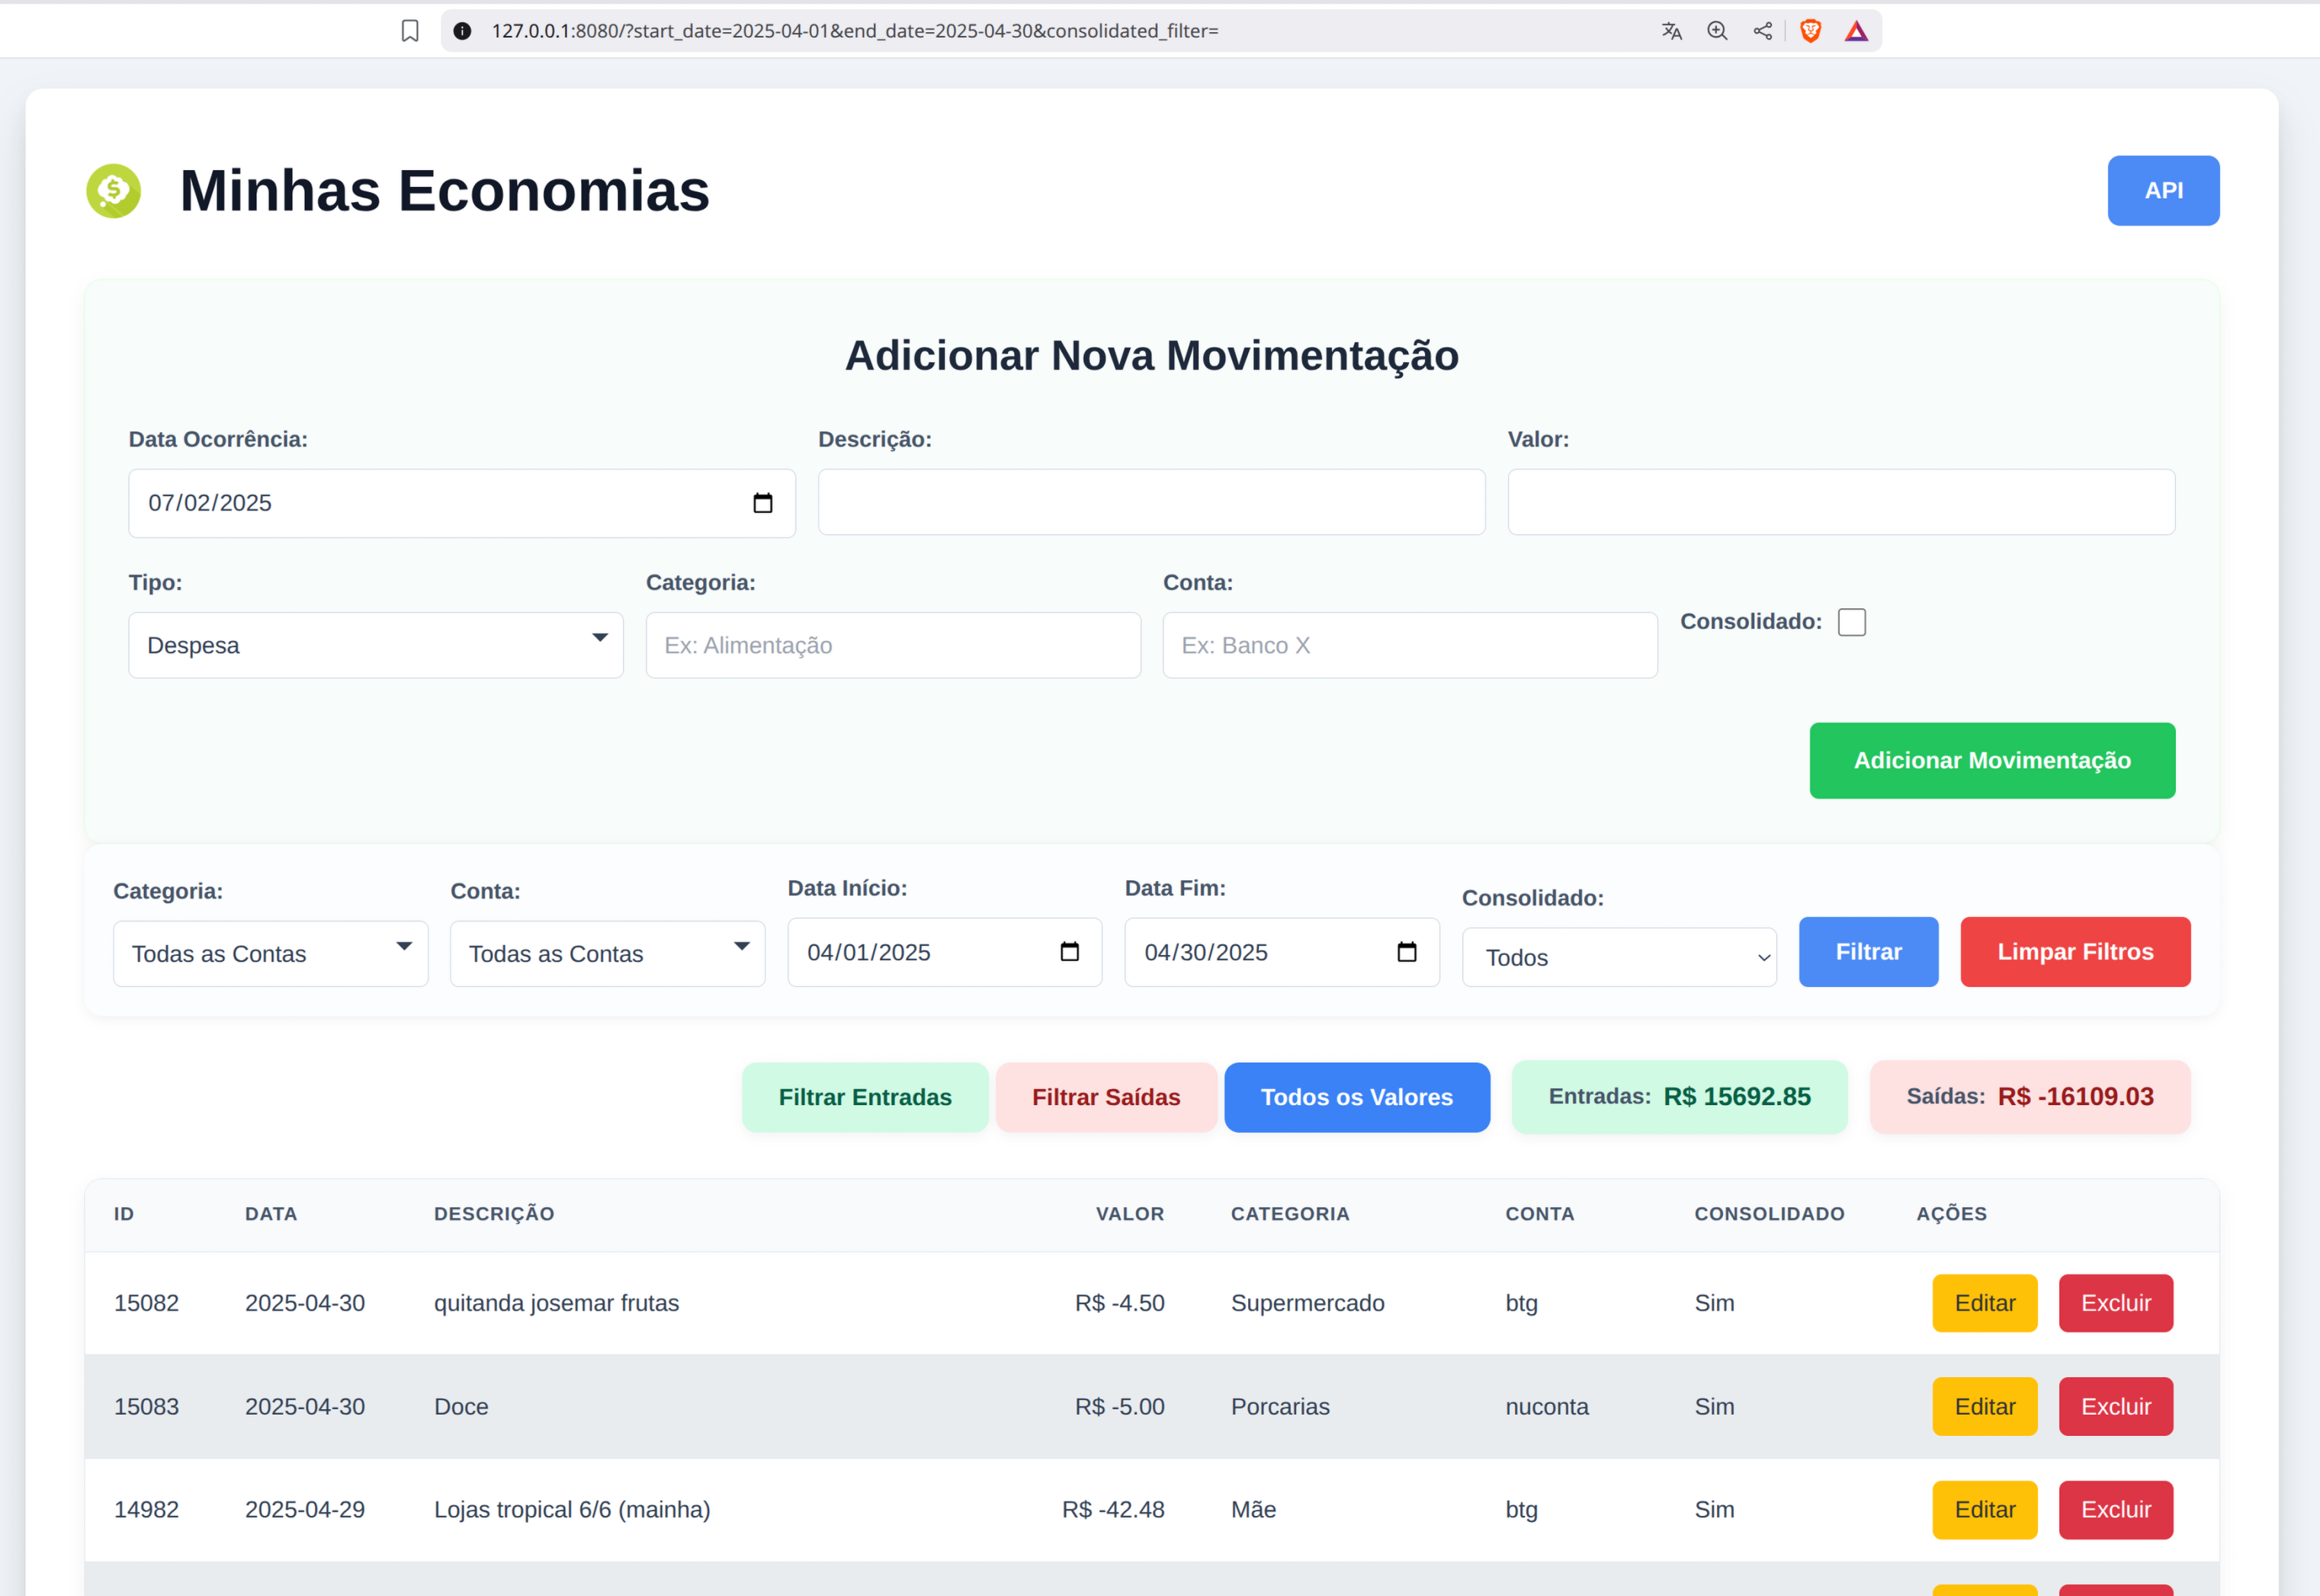 127.0.0.1:8080/?start_date=2025-04-01&end_date=2025-04-30&consolidated_filter=
Minhas Economias
API
Adicionar Nova Movimentação
Data Ocorrência: Descrição: Valor:
07/02/2025
Tipo: Categoria: Conta: Consolidado:
Despesa Ex: Alimentação Ex: Banco X
Adicionar Movimentação
Categoria: Conta: Data Início: Data Fim: Consolidado:
Todas as Contas Todas as Contas 04/01/2025 04/30/2025 Todos Filtrar Limpar Filtros
Filtrar Entradas Filtrar Saídas Todos os Valores Entradas: R$ 15692.85 Saídas: R$ -16109.03
ID DATA DESCRIÇÃO VALOR CATEGORIA CONTA CONSOLIDADO AÇÕES
15082 2025-04-30 quitanda josemar frutas R$ -4.50 Supermercado btg Sim Editar Excluir
15083 2025-04-30 Doce R$ -5.00 Porcarias nuconta Sim Editar Excluir
14982 2025-04-29 Lojas tropical 6/6 (mainha) R$ -42.48 Mãe btg Sim Editar Excluir